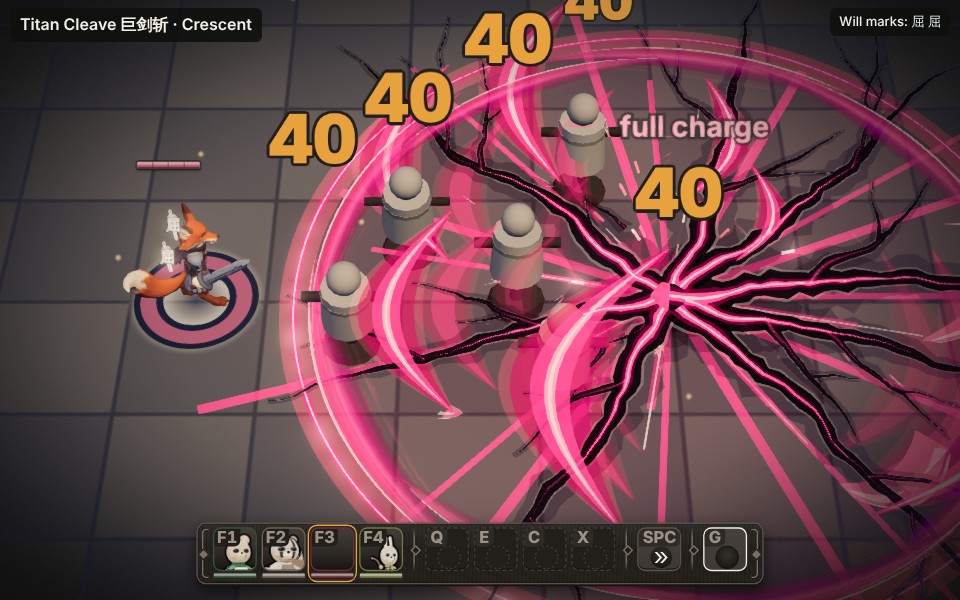 Titan Cleave 巨剑斩 · Crescent
Will marks: 屈 屈
40
40
40
40
full charge
40
F1
F2
F3
F4
Q
E
C
X
SPC
G